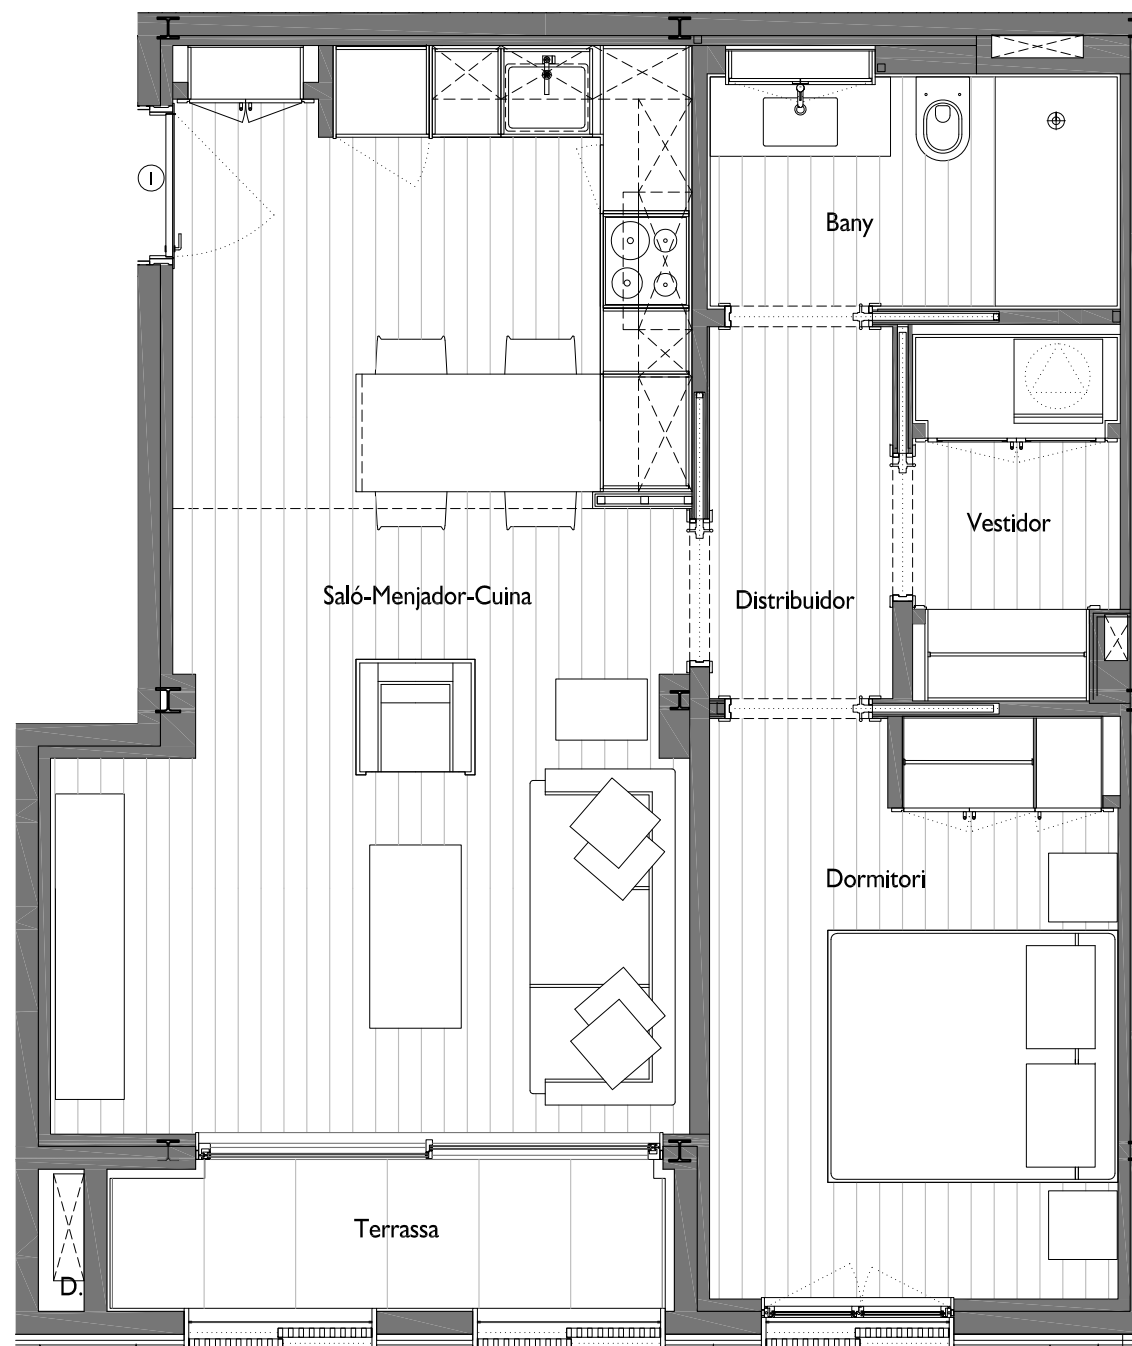 I
Bany
Vestidor
Saló-Menjador-Cuina
Distribuidor
Dormitori
Terrassa
D.